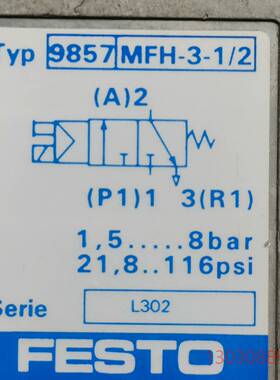 Typ 9857 MFH-3-1/2
(A)2
(P1)1 3(R1)
1,5.....8bar
21,8..116psi
Serie L302
FESTO